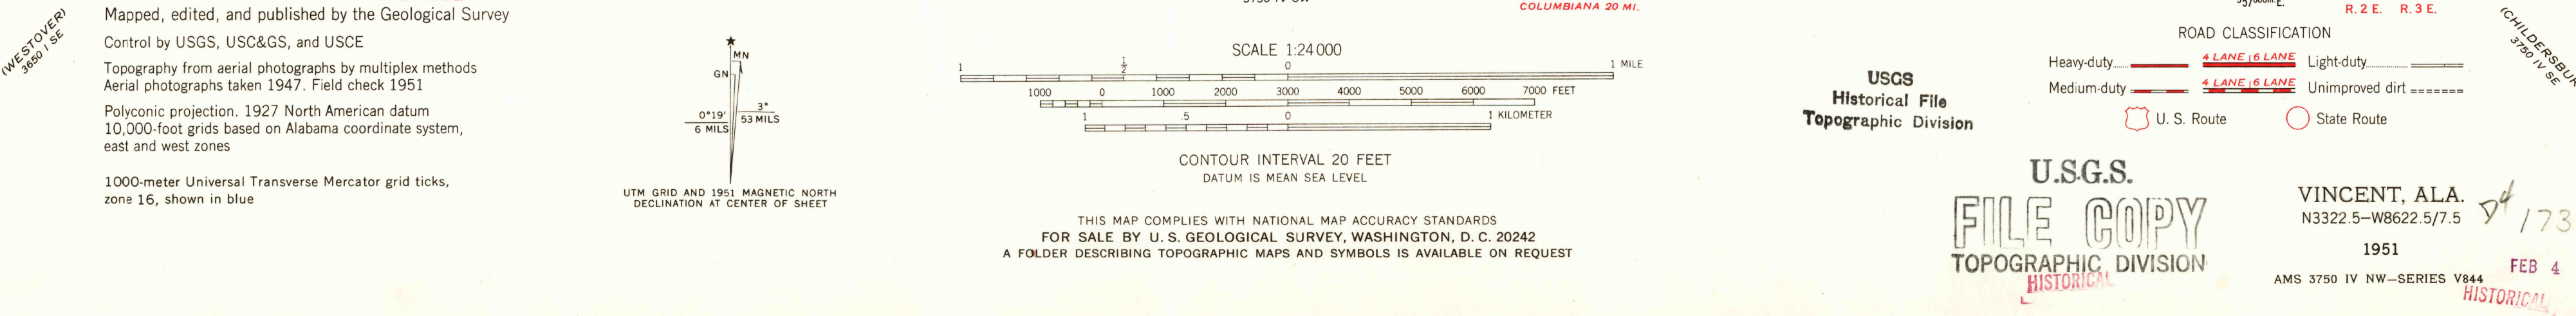 (WESTOVER)
3650 I SE
Mapped, edited, and published by the Geological Survey
Control by USGS, USC&GS, and USCE
Topography from aerial photographs by multiplex methods
Aerial photographs taken 1947. Field check 1951
Polyconic projection. 1927 North American datum
10,000-foot grids based on Alabama coordinate system,
east and west zones
1000-meter Universal Transverse Mercator grid ticks,
zone 16, shown in blue
MN
GN
0°19'
6 MILS
3°
53 MILS
UTM GRID AND 1951 MAGNETIC NORTH
DECLINATION AT CENTER OF SHEET
COLUMBIANA 20 MI.
SCALE 1:24 000
1 1/2 0 1 MILE
1000 0 1000 2000 3000 4000 5000 6000 7000 FEET
1 .5 0 1 KILOMETER
CONTOUR INTERVAL 20 FEET
DATUM IS MEAN SEA LEVEL
THIS MAP COMPLIES WITH NATIONAL MAP ACCURACY STANDARDS
FOR SALE BY U. S. GEOLOGICAL SURVEY, WASHINGTON, D. C. 20242
A FOLDER DESCRIBING TOPOGRAPHIC MAPS AND SYMBOLS IS AVAILABLE ON REQUEST
USGS
Historical File
Topographic Division
R. 2 E. R. 3 E.
ROAD CLASSIFICATION
Heavy-duty 4 LANE 6 LANE Light-duty
Medium-duty 4 LANE 6 LANE Unimproved dirt
U. S. Route State Route
(CHILDERSBUR
3750 IV SE
U.S.G.S.
FILE COPY
TOPOGRAPHIC DIVISION
HISTORICAL
VINCENT, ALA.
N3322.5–W8622.5/7.5
1951
AMS 3750 IV NW–SERIES V844
173
FEB 4
HISTORICAL